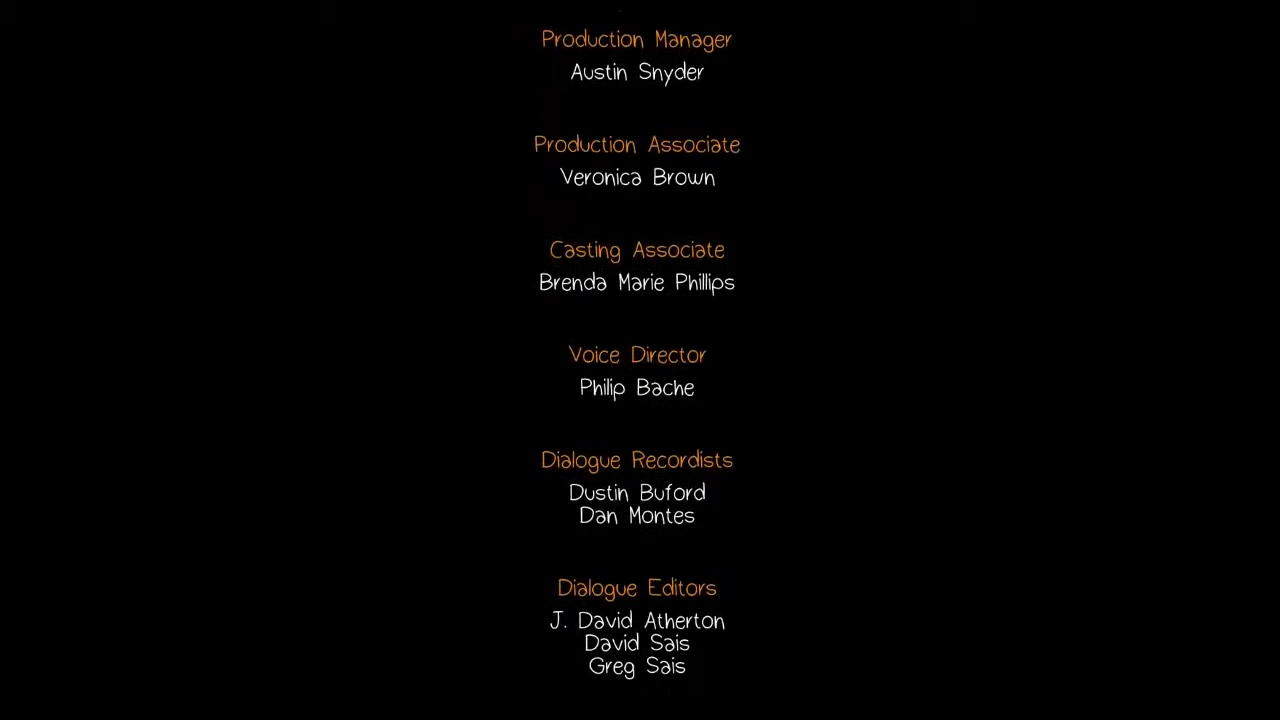 Production Manager
Austin Snyder
Production Associate
Veronica Brown
Casting Associate
Brenda Marie Phillips
Voice Director
Philip Bache
Dialogue Recordists
Dustin Buford
Dan Montes
Dialogue Editors
J. David Atherton
David Sais
Greg Sais